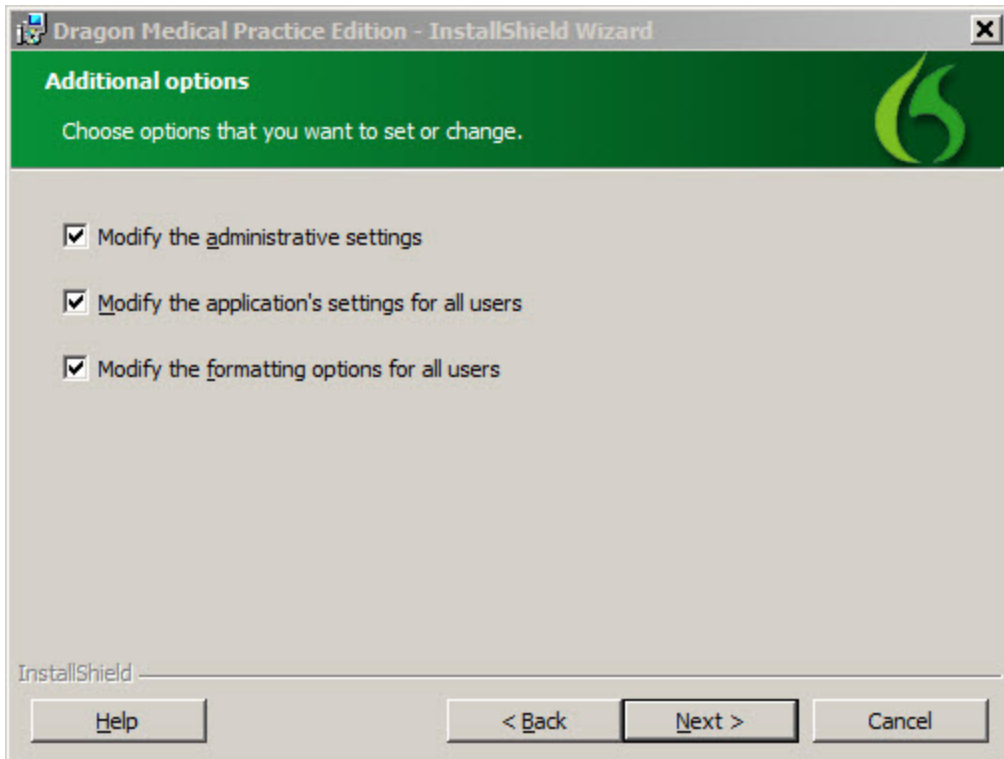 Dragon Medical Practice Edition - InstallShield Wizard
Additional options
Choose options that you want to set or change.
Modify the administrative settings
Modify the application's settings for all users
Modify the formatting options for all users
InstallShield
Help
< Back
Next >
Cancel